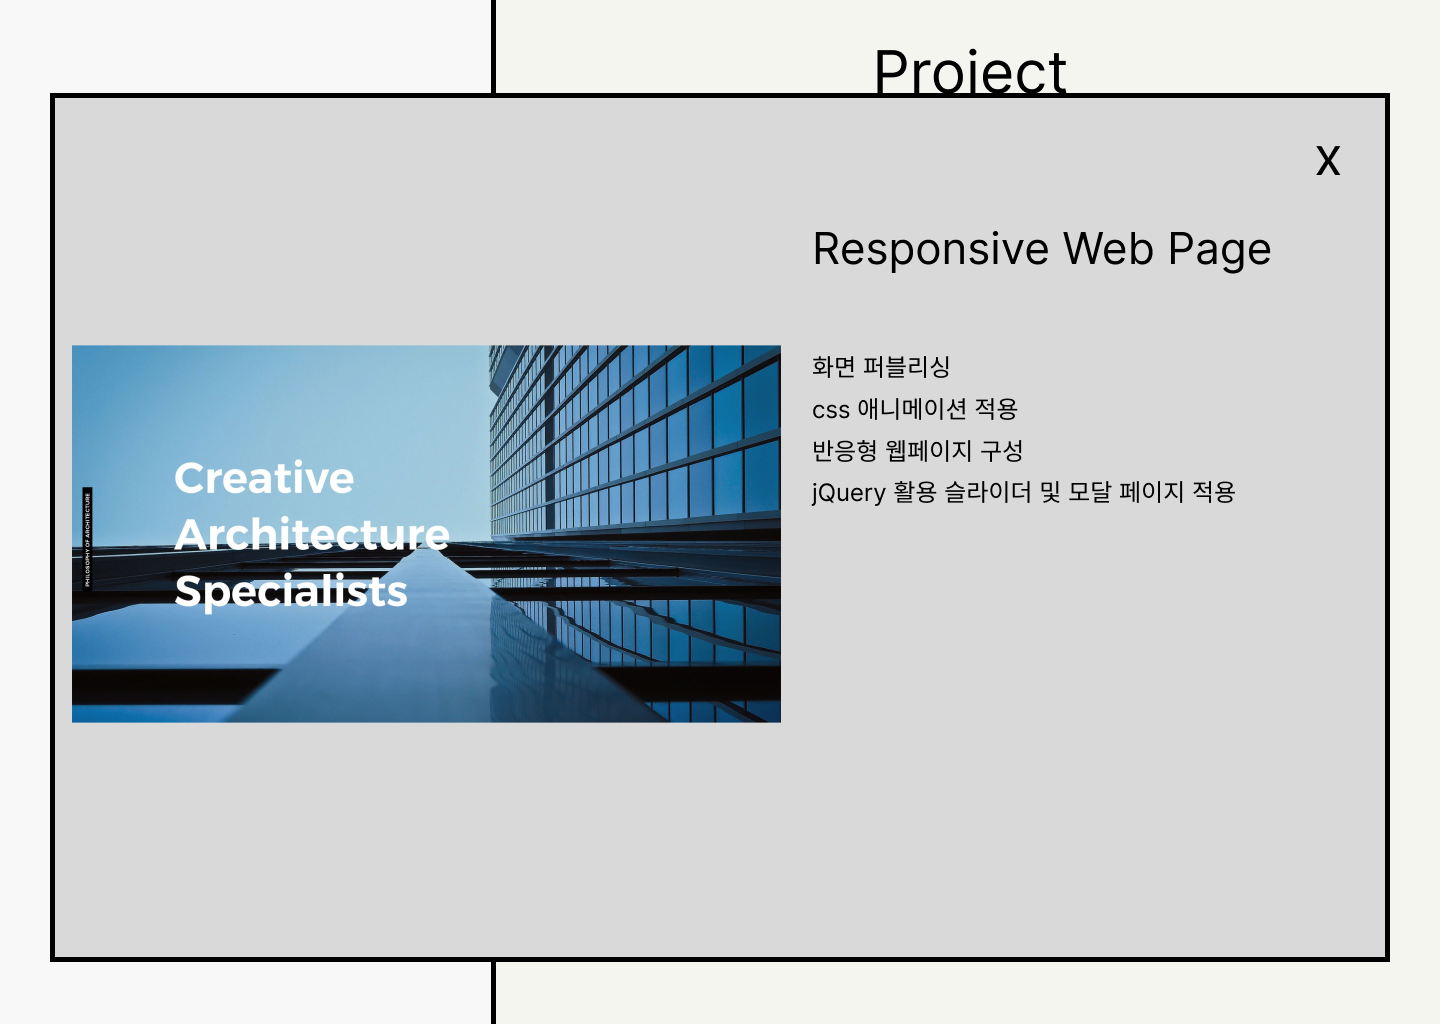 Project
X
Responsive Web Page
화면 퍼블리싱
css 애니메이션 적용
반응형 웹페이지 구성
jQuery 활용 슬라이더 및 모달 페이지 적용
Creative
Architecture
Specialists
PHILOSOPHY OF ARCHITECTURE